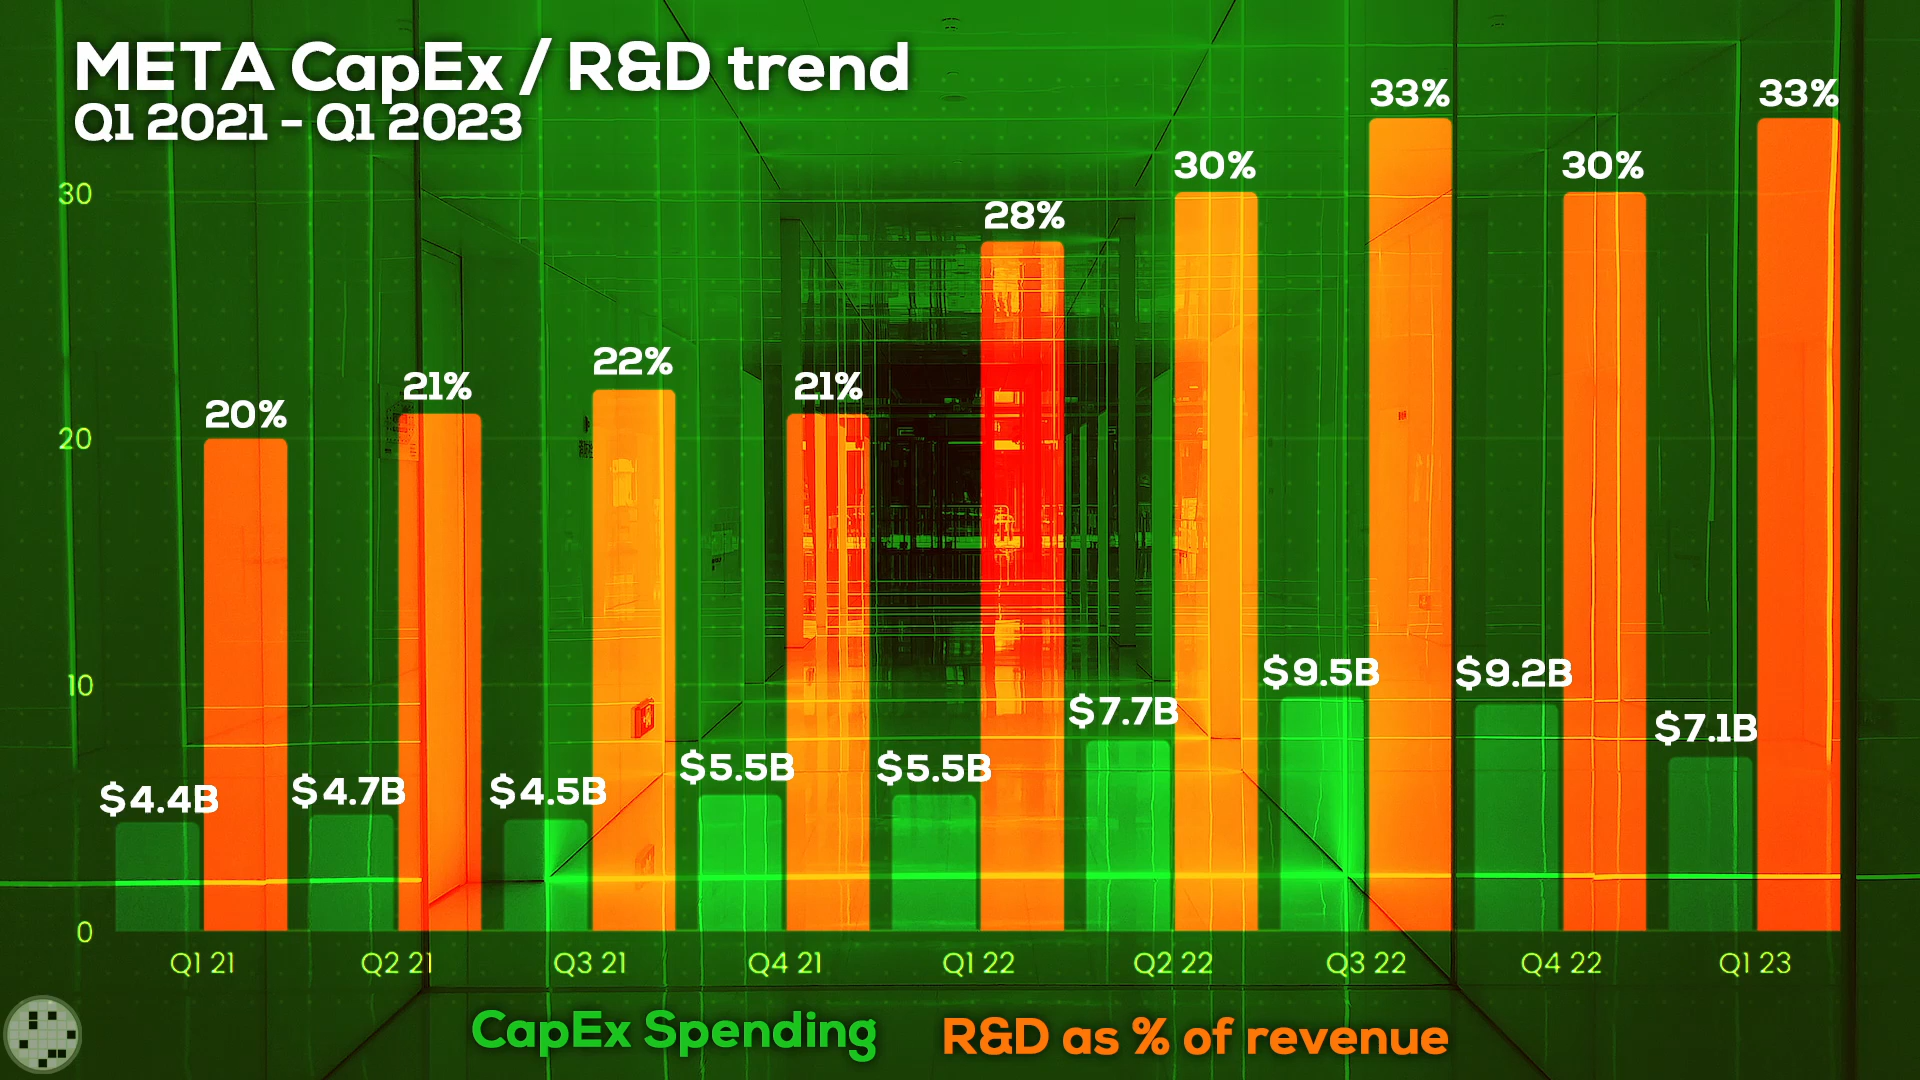 META CapEx / R&D trend
Q1 2021 - Q1 2023
30
20
10
0
$4.4B
20%
$4.7B
21%
$4.5B
22%
$5.5B
21%
$5.5B
28%
$7.7B
30%
$9.5B
33%
$9.2B
30%
$7.1B
33%
Q1 21
Q2 21
Q3 21
Q4 21
Q1 22
Q2 22
Q3 22
Q4 22
Q1 23
CapEx Spending
R&D as % of revenue